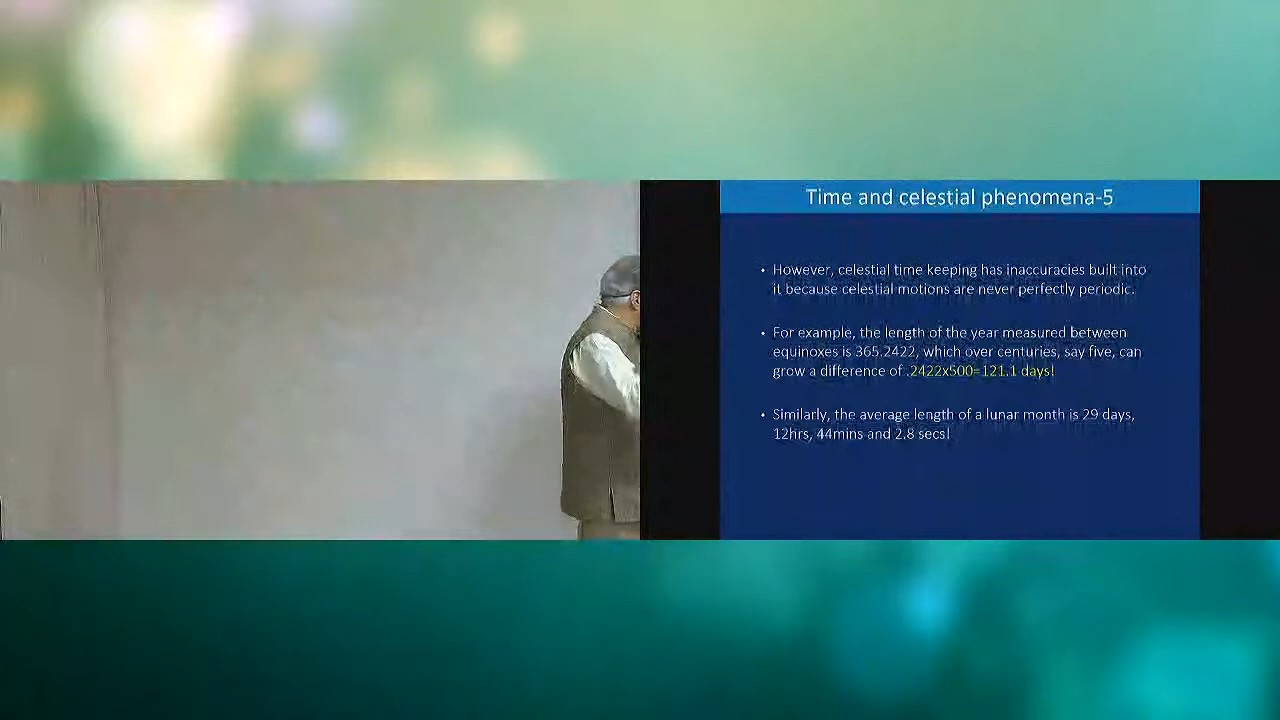 Time and celestial phenomena-5
• However, celestial time keeping has inaccuracies built into
it because celestial motions are never perfectly periodic.
• For example, the length of the year measured between
equinoxes is 365.2422, which over centuries, say five, can
grow a difference of .2422x500=121.1 days!
• Similarly, the average length of a lunar month is 29 days,
12hrs, 44mins and 2.8 secs!